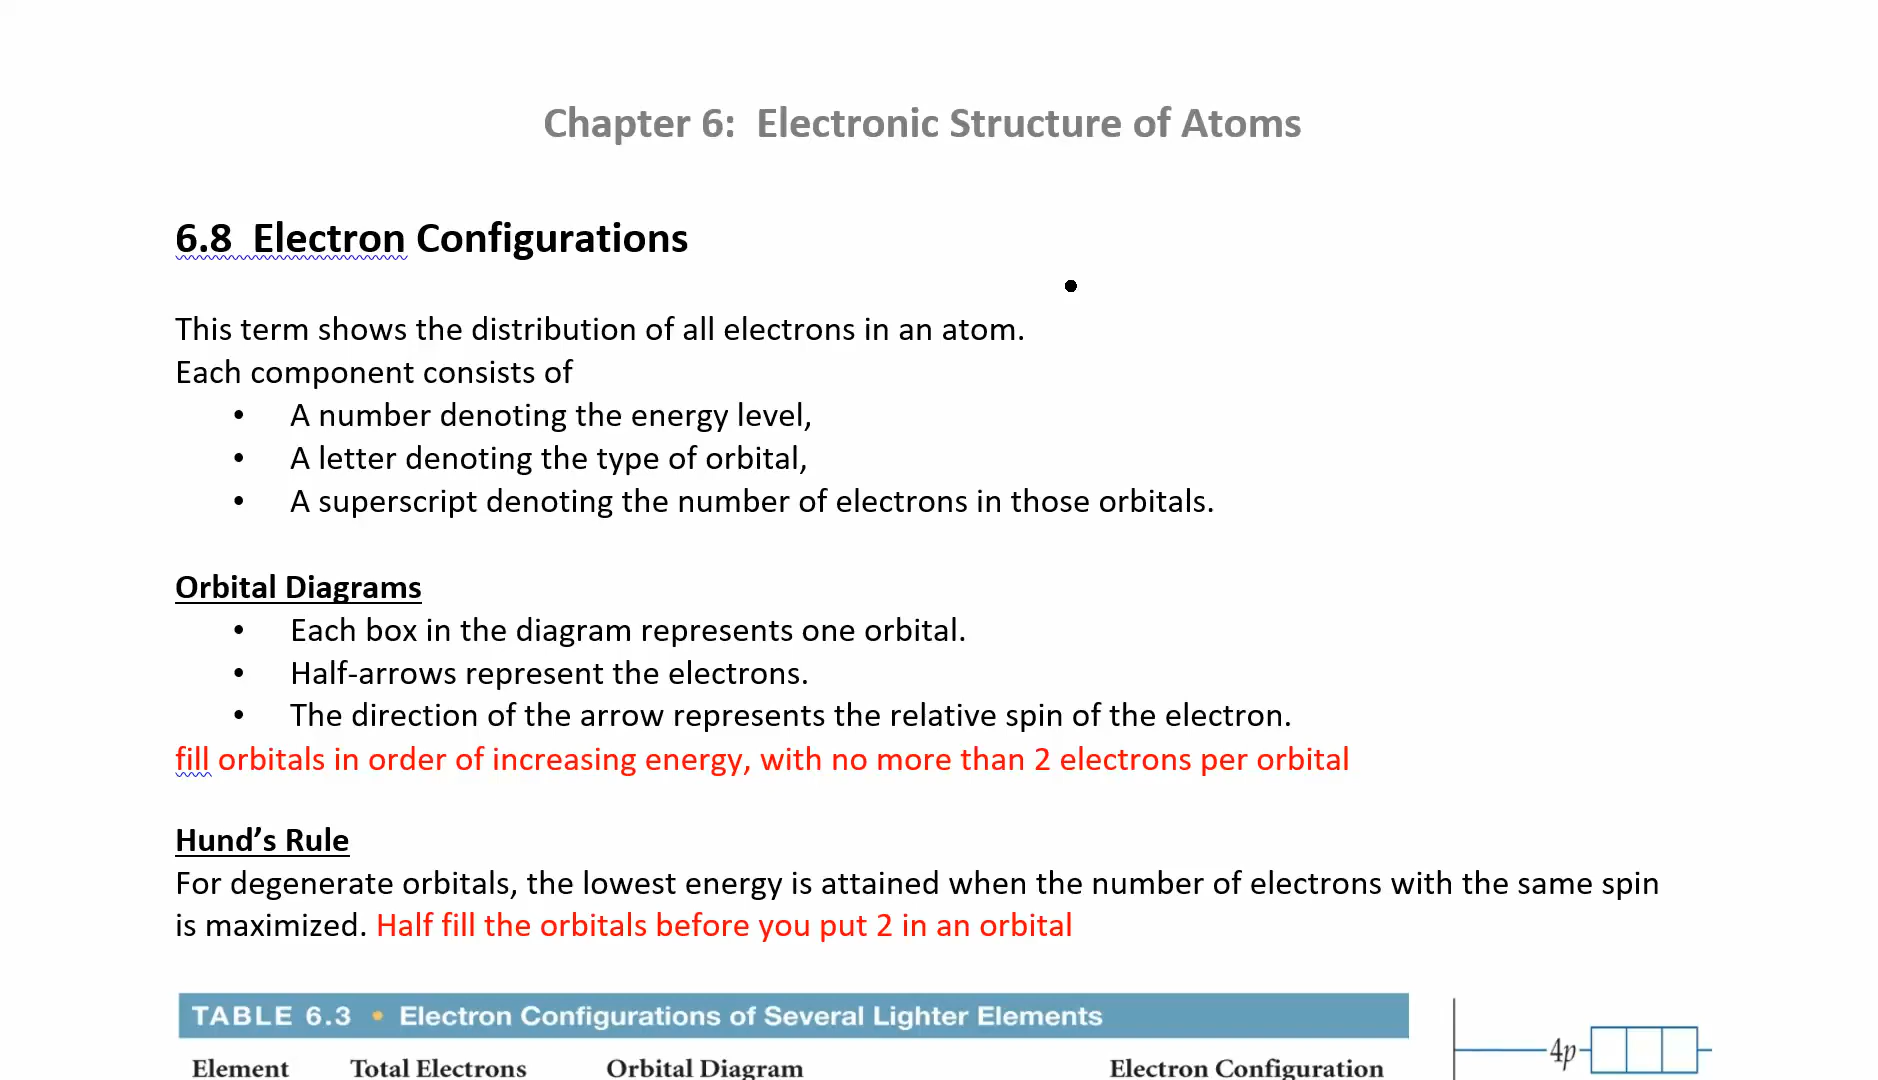 Chapter 6:  Electronic Structure of Atoms
6.8  Electron Configurations
This term shows the distribution of all electrons in an atom.
Each component consists of
• A number denoting the energy level,
• A letter denoting the type of orbital,
• A superscript denoting the number of electrons in those orbitals.
Orbital Diagrams
• Each box in the diagram represents one orbital.
• Half-arrows represent the electrons.
• The direction of the arrow represents the relative spin of the electron.
fill orbitals in order of increasing energy, with no more than 2 electrons per orbital
Hund’s Rule
For degenerate orbitals, the lowest energy is attained when the number of electrons with the same spin
is maximized. Half fill the orbitals before you put 2 in an orbital
TABLE 6.3 • Electron Configurations of Several Lighter Elements
Element Total Electrons Orbital Diagram Electron Configuration
4p